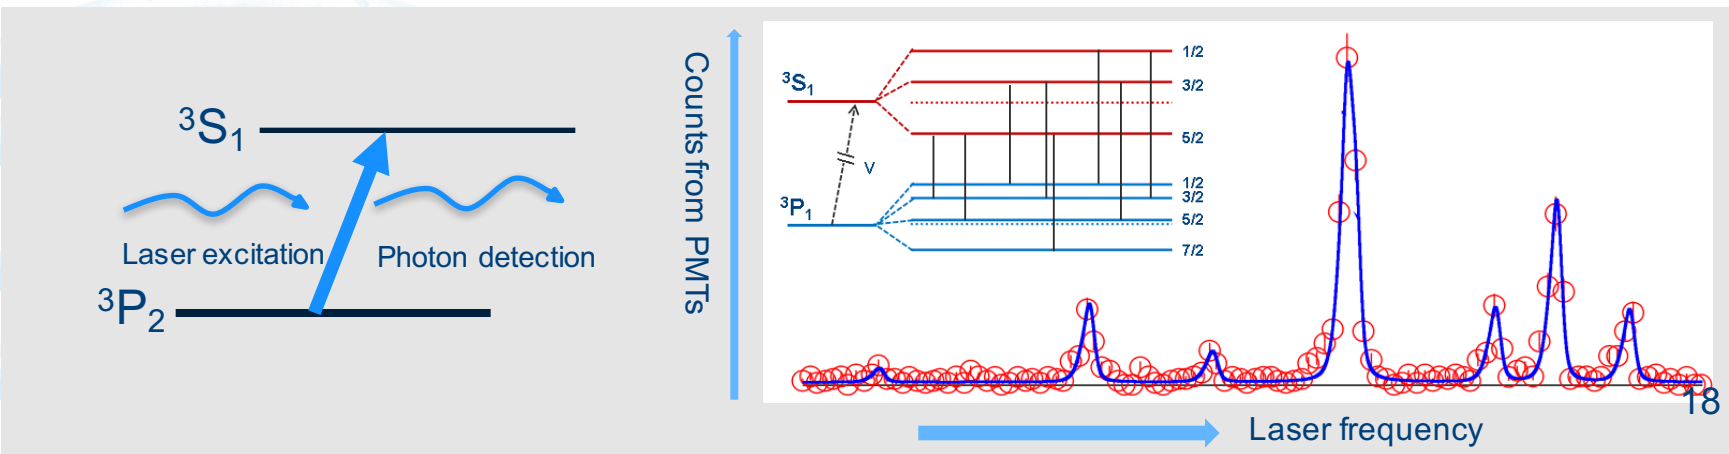 ³S₁
Laser excitation
Photon detection
³P₂
Counts from PMTs
³S₁
V
³P₁
1/2
3/2
5/2
1/2
3/2
5/2
7/2
18
Laser frequency